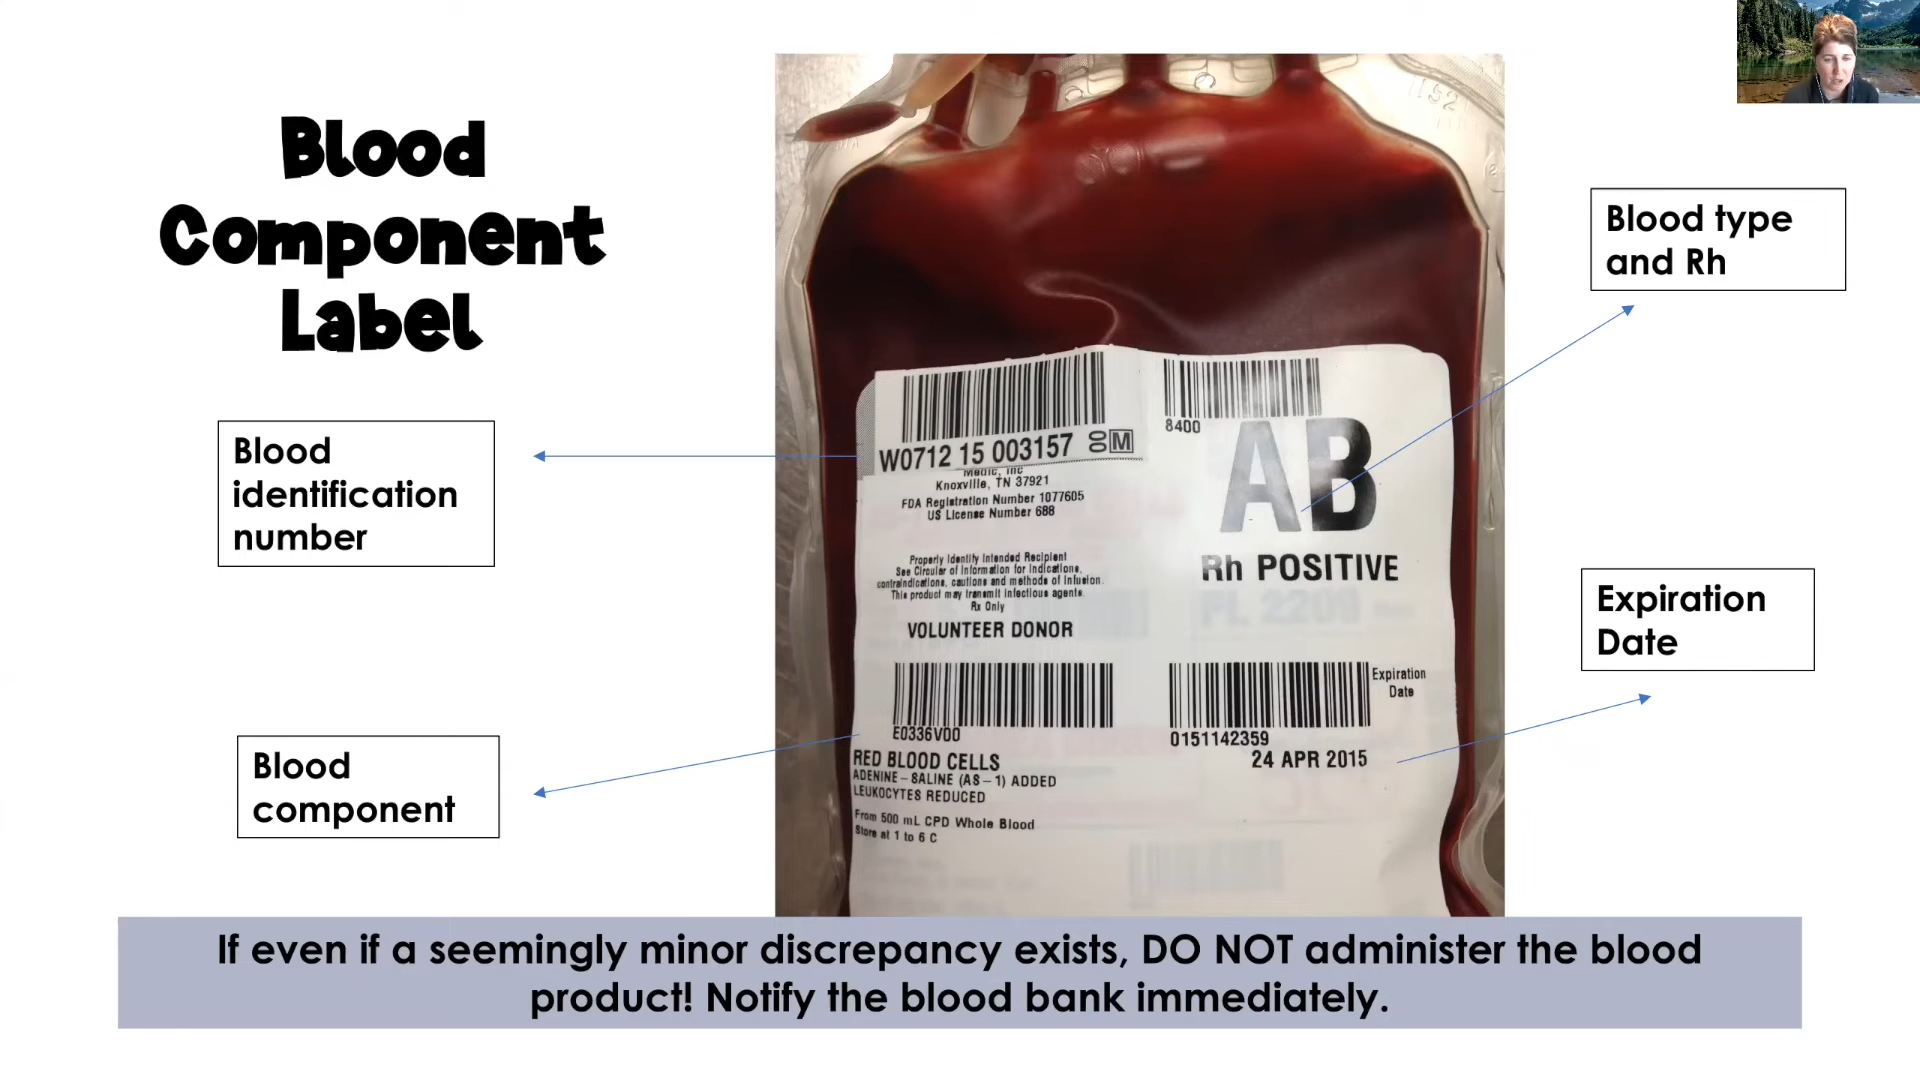 Blood
Component
Label
Blood
identification
number
Blood
component
W0712 15 003157 00 M
Medic, Inc
Knoxville, TN 37921
FDA Registration Number 1077605
US License Number 688
Properly Identify Intended Recipient
See Circular of Information for indications,
contraindications, cautions and methods of infusion.
This product may transmit infectious agents.
Rx Only
VOLUNTEER DONOR
E0336V00
RED BLOOD CELLS
ADENINE-SALINE (AS-1) ADDED
LEUKOCYTES REDUCED
From 500 mL CPD Whole Blood
Store at 1 to 6 C
8400
AB
Rh POSITIVE
PL 2209
Expiration
Date
0151142359
24 APR 2015
Blood type
and Rh
Expiration
Date
If even if a seemingly minor discrepancy exists, DO NOT administer the blood
product! Notify the blood bank immediately.